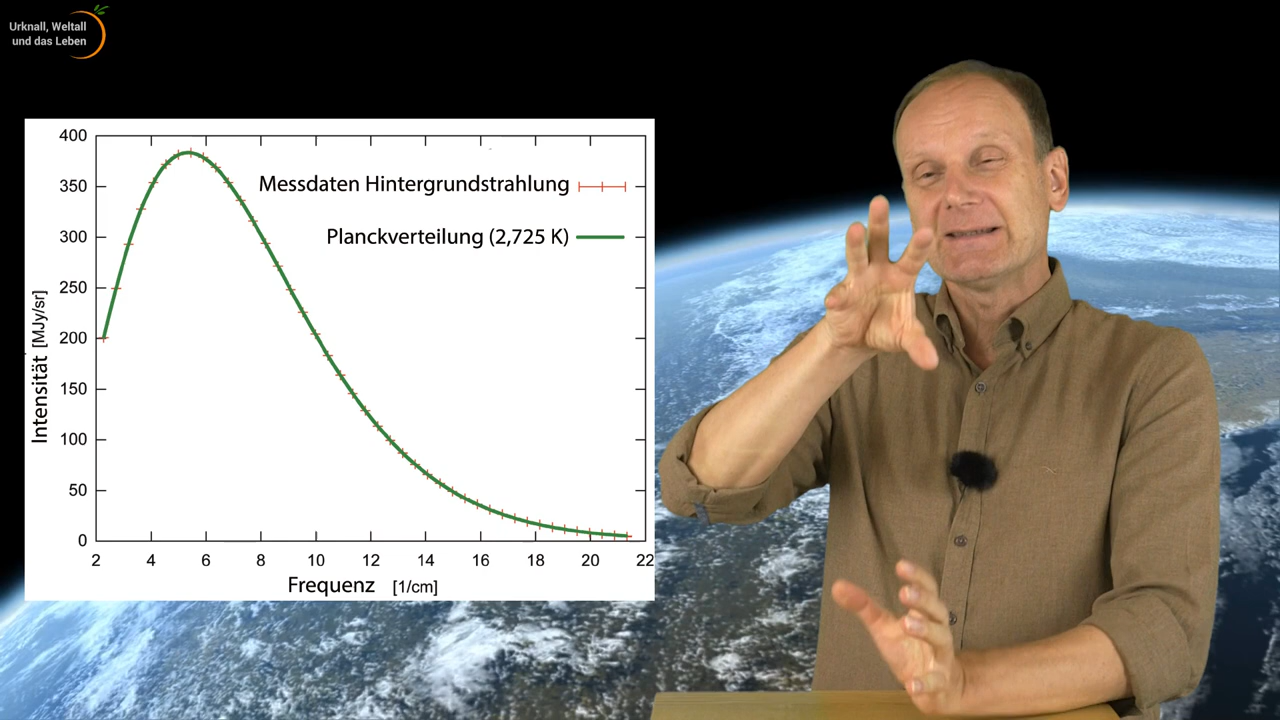 Urknall, Weltall
und das Leben
400
350
300
250
200
150
100
50
0
Intensität [MJy/sr]
Messdaten Hintergrundstrahlung
Planckverteilung (2,725 K)
2 4 6 8 10 12 14 16 18 20 22
Frequenz [1/cm]